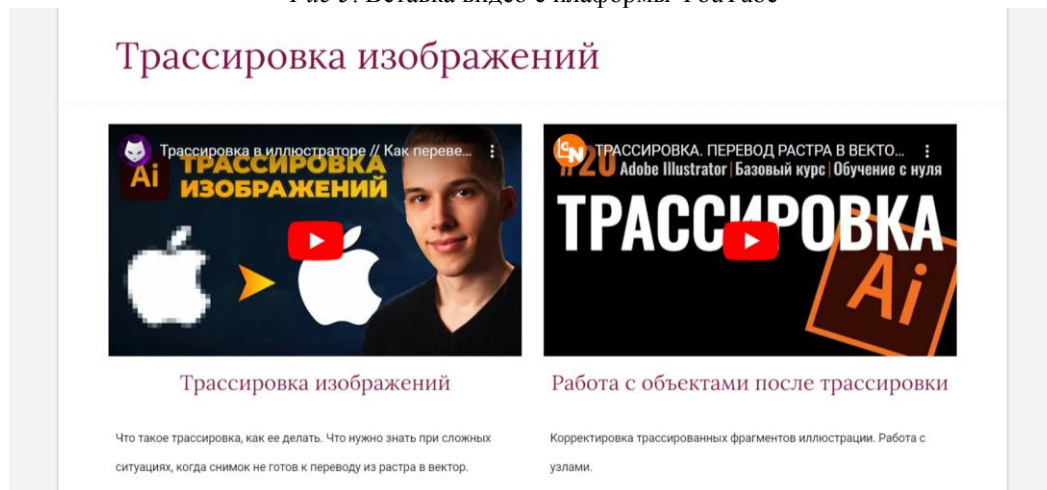 Трассировка изображений
Трассировка в иллюстраторе // Как переве...
Ai
ТРАССИРОВКА
ИЗОБРАЖЕНИЙ
ТРАССИРОВКА. ПЕРЕВОД РАСТРА В ВЕКТО...
#20 Adobe Illustrator | Базовый курс | Обучение с нуля
ТРАССИРОВКА
Ai
Трассировка изображений
Работа с объектами после трассировки
Что такое трассировка, как ее делать. Что нужно знать при сложных
ситуациях, когда снимок не готов к переводу из растра в вектор.
Корректировка трассированных фрагментов иллюстрации. Работа с
узлами.